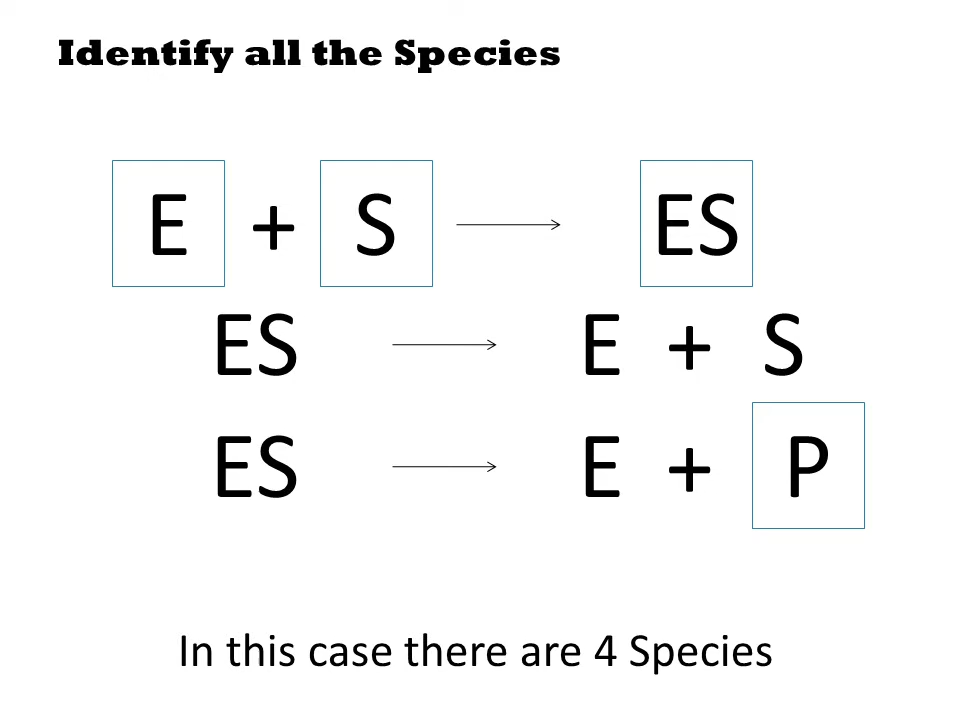 Identify all the Species
E + S → ES
ES → E + S
ES → E + P
In this case there are 4 Species